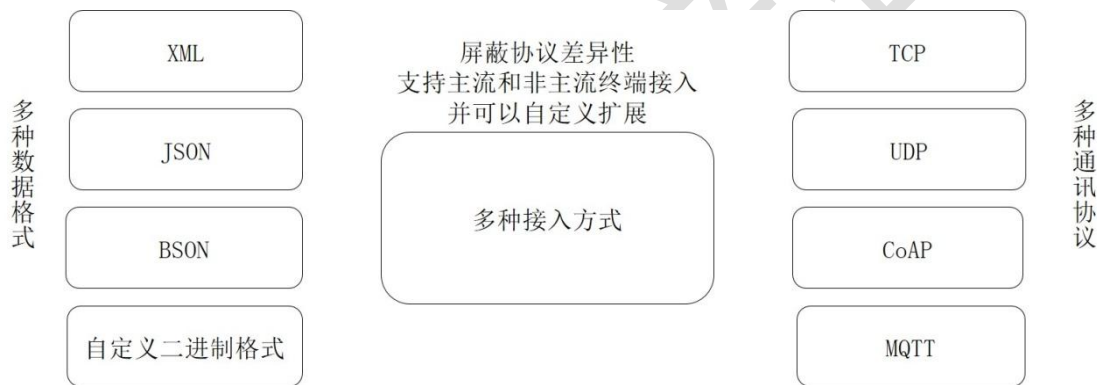 多种数据格式
XML
JSON
BSON
自定义二进制格式
屏蔽协议差异性
支持主流和非主流终端接入
并可以自定义扩展
多种接入方式
TCP
UDP
CoAP
MQTT
多种通讯协议